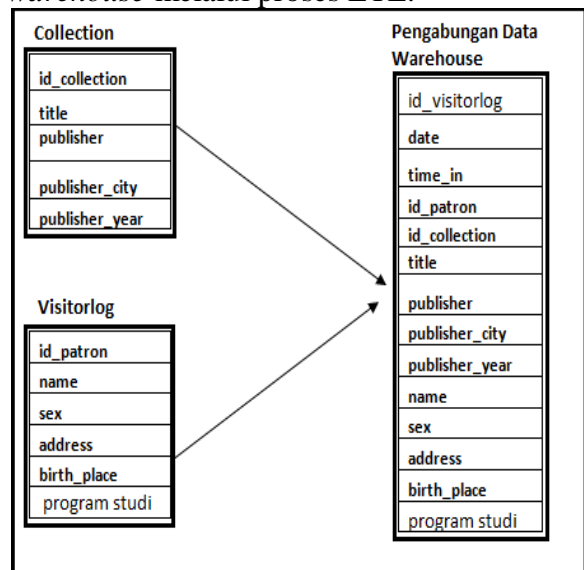 warehouse melalui proses ETL.
Collection
id_collection
title
publisher
publisher_city
publisher_year
Visitorlog
id_patron
name
sex
address
birth_place
program studi
Pengabungan Data
Warehouse
id_visitorlog
date
time_in
id_patron
id_collection
title
publisher
publisher_city
publisher_year
name
sex
address
birth_place
program studi